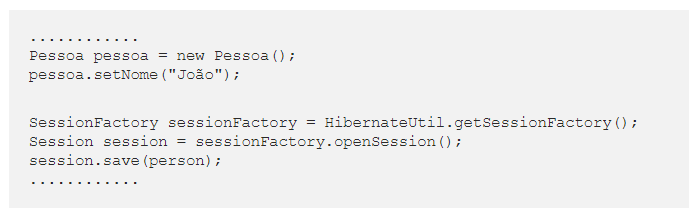 ............
Pessoa pessoa = new Pessoa();
pessoa.setNome("João");
SessionFactory sessionFactory = HibernateUtil.getSessionFactory();
Session session = sessionFactory.openSession();
session.save(person);
............